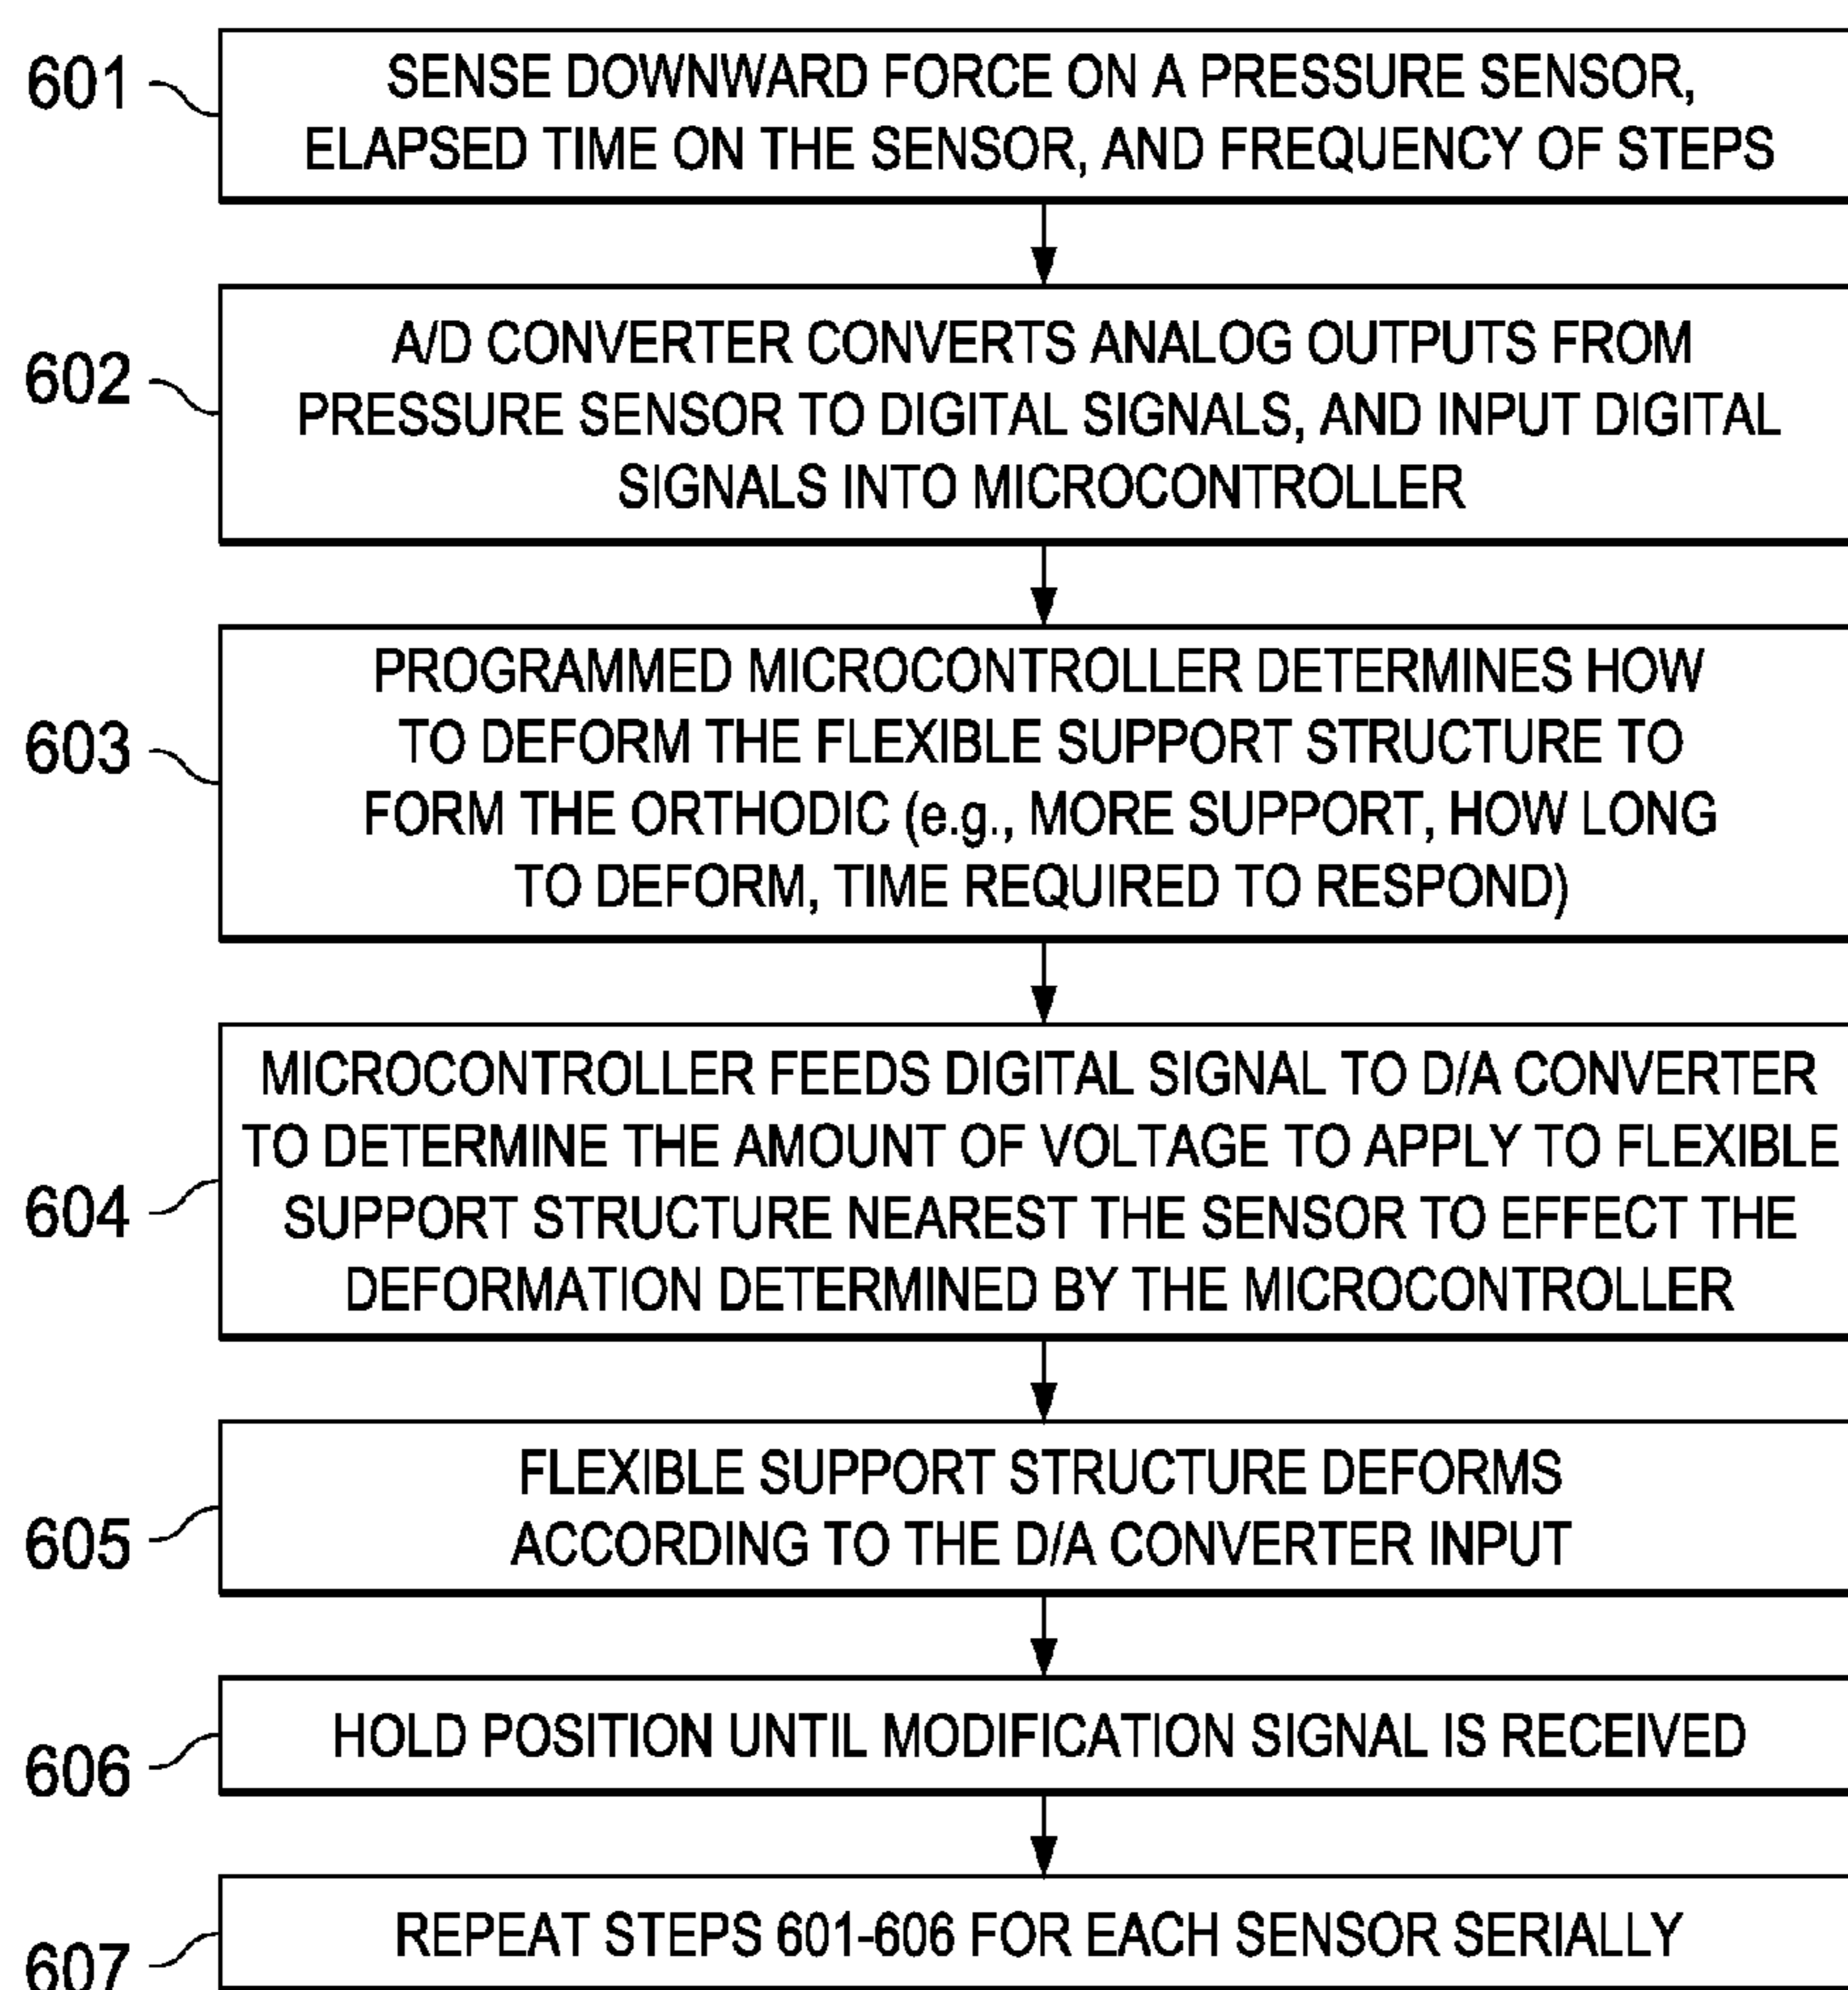 601
SENSE DOWNWARD FORCE ON A PRESSURE SENSOR,
ELAPSED TIME ON THE SENSOR, AND FREQUENCY OF STEPS
602
A/D CONVERTER CONVERTS ANALOG OUTPUTS FROM
PRESSURE SENSOR TO DIGITAL SIGNALS, AND INPUT DIGITAL
SIGNALS INTO MICROCONTROLLER
603
PROGRAMMED MICROCONTROLLER DETERMINES HOW
TO DEFORM THE FLEXIBLE SUPPORT STRUCTURE TO
FORM THE ORTHODIC (e.g., MORE SUPPORT, HOW LONG
TO DEFORM, TIME REQUIRED TO RESPOND)
604
MICROCONTROLLER FEEDS DIGITAL SIGNAL TO D/A CONVERTER
TO DETERMINE THE AMOUNT OF VOLTAGE TO APPLY TO FLEXIBLE
SUPPORT STRUCTURE NEAREST THE SENSOR TO EFFECT THE
DEFORMATION DETERMINED BY THE MICROCONTROLLER
605
FLEXIBLE SUPPORT STRUCTURE DEFORMS
ACCORDING TO THE D/A CONVERTER INPUT
606
HOLD POSITION UNTIL MODIFICATION SIGNAL IS RECEIVED
607
REPEAT STEPS 601-606 FOR EACH SENSOR SERIALLY